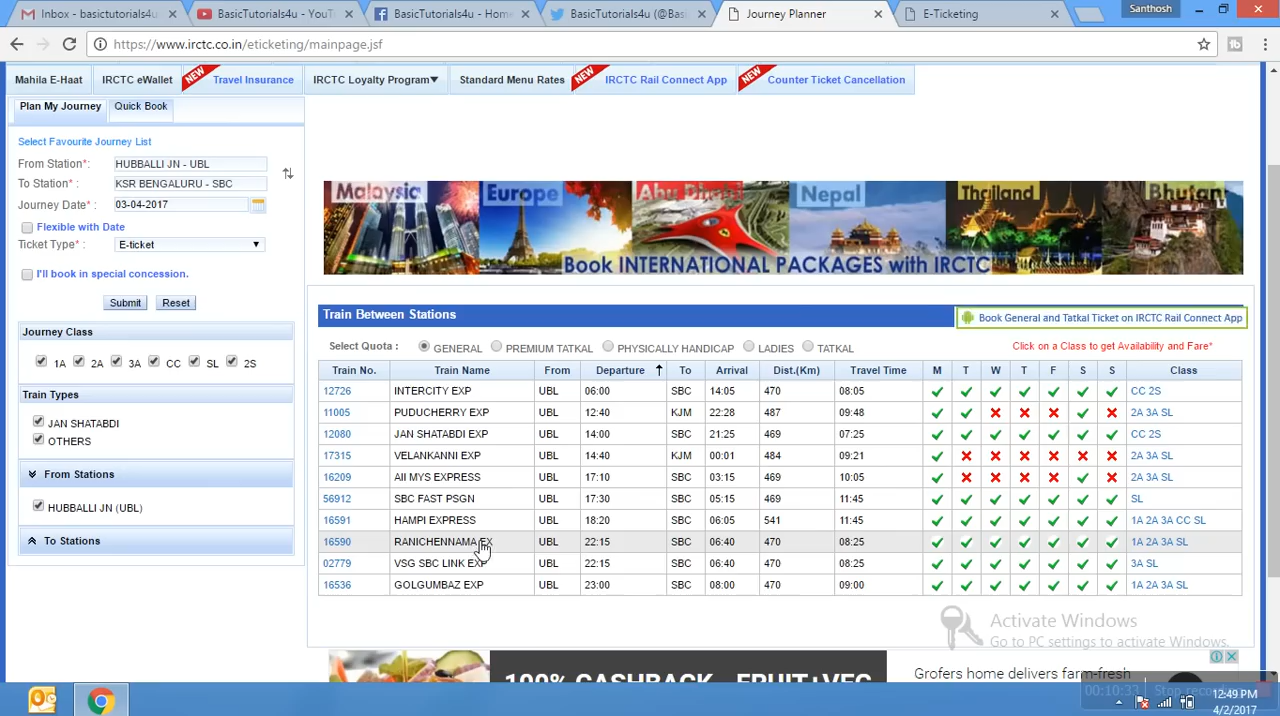 Inbox - basictutorials4u
BasicTutorials4U - YouT
BasicTutorials4U - Home
BasicTutorials4U (@Basi
Journey Planner
E-Ticketing
Santhosh
https://www.irctc.co.in/eticketing/mainpage.jsf
Mahila E-Haat IRCTC eWallet NEW Travel Insurance IRCTC Loyalty Program▼ Standard Menu Rates NEW IRCTC Rail Connect App NEW Counter Ticket Cancellation
Plan My Journey Quick Book
Select Favourite Journey List
From Station*: HUBBALLI JN - UBL
To Station* : KSR BENGALURU - SBC
Journey Date* : 03-04-2017
Flexible with Date
Ticket Type* : E-ticket
I'll book in special concession.
Submit Reset
Journey Class
1A 2A 3A CC SL 2S
Train Types
JAN SHATABDI
OTHERS
From Stations
HUBBALLI JN (UBL)
To Stations
Malaysia Europe Abu Dhabi Nepal Thailand Bhutan
Book INTERNATIONAL PACKAGES with IRCTC
Train Between Stations
Book General and Tatkal Ticket on IRCTC Rail Connect App
Select Quota : GENERAL PREMIUM TATKAL PHYSICALLY HANDICAP LADIES TATKAL Click on a Class to get Availability and Fare*
Train No. Train Name From Departure To Arrival Dist.(Km) Travel Time M T W T F S S Class
12726 INTERCITY EXP UBL 06:00 SBC 14:05 470 08:05 CC 2S
11005 PUDUCHERRY EXP UBL 12:40 KJM 22:28 487 09:48 2A 3A SL
12080 JAN SHATABDI EXP UBL 14:00 SBC 21:25 469 07:25 CC 2S
17315 VELANKANNI EXP UBL 14:40 KJM 00:01 484 09:21 2A 3A SL
16209 AII MYS EXPRESS UBL 17:10 SBC 03:15 469 10:05 2A 3A SL
56912 SBC FAST PSGN UBL 17:30 SBC 05:15 469 11:45 SL
16591 HAMPI EXPRESS UBL 18:20 SBC 06:05 541 11:45 1A 2A 3A CC SL
16590 RANICHENNAMA EX UBL 22:15 SBC 06:40 470 08:25 1A 2A 3A SL
02779 VSG SBC LINK EXP UBL 22:15 SBC 06:40 470 08:25 3A SL
16536 GOLGUMBAZ EXP UBL 23:00 SBC 08:00 470 09:00 1A 2A 3A SL
Activate Windows
Go to PC settings to activate Windows.
100% CASHBACK - FRUIT+VEG
Grofers home delivers farm-fresh
00:10:33 Stop recording
12:49 PM
4/2/2017